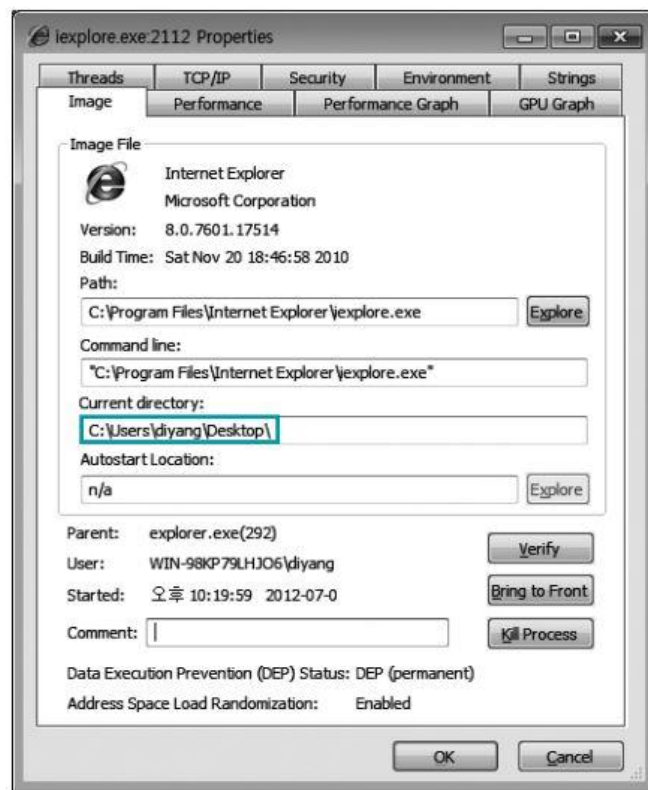 iexplore.exe:2112 Properties
Threads TCP/IP Security Environment Strings
Image Performance Performance Graph GPU Graph
Image File
Internet Explorer
Microsoft Corporation
Version: 8.0.7601.17514
Build Time: Sat Nov 20 18:46:58 2010
Path:
C:\Program Files\Internet Explorer\iexplore.exe Explore
Command line:
"C:\Program Files\Internet Explorer\iexplore.exe"
Current directory:
C:\Users\diyang\Desktop\
Autostart Location:
n/a Explore
Parent: explorer.exe(292)
Verify
User: WIN-98KP79LHJO6\diyang
Started: 오후 10:19:59 2012-07-0 Bring to Front
Comment: Kill Process
Data Execution Prevention (DEP) Status: DEP (permanent)
Address Space Load Randomization: Enabled
OK Cancel